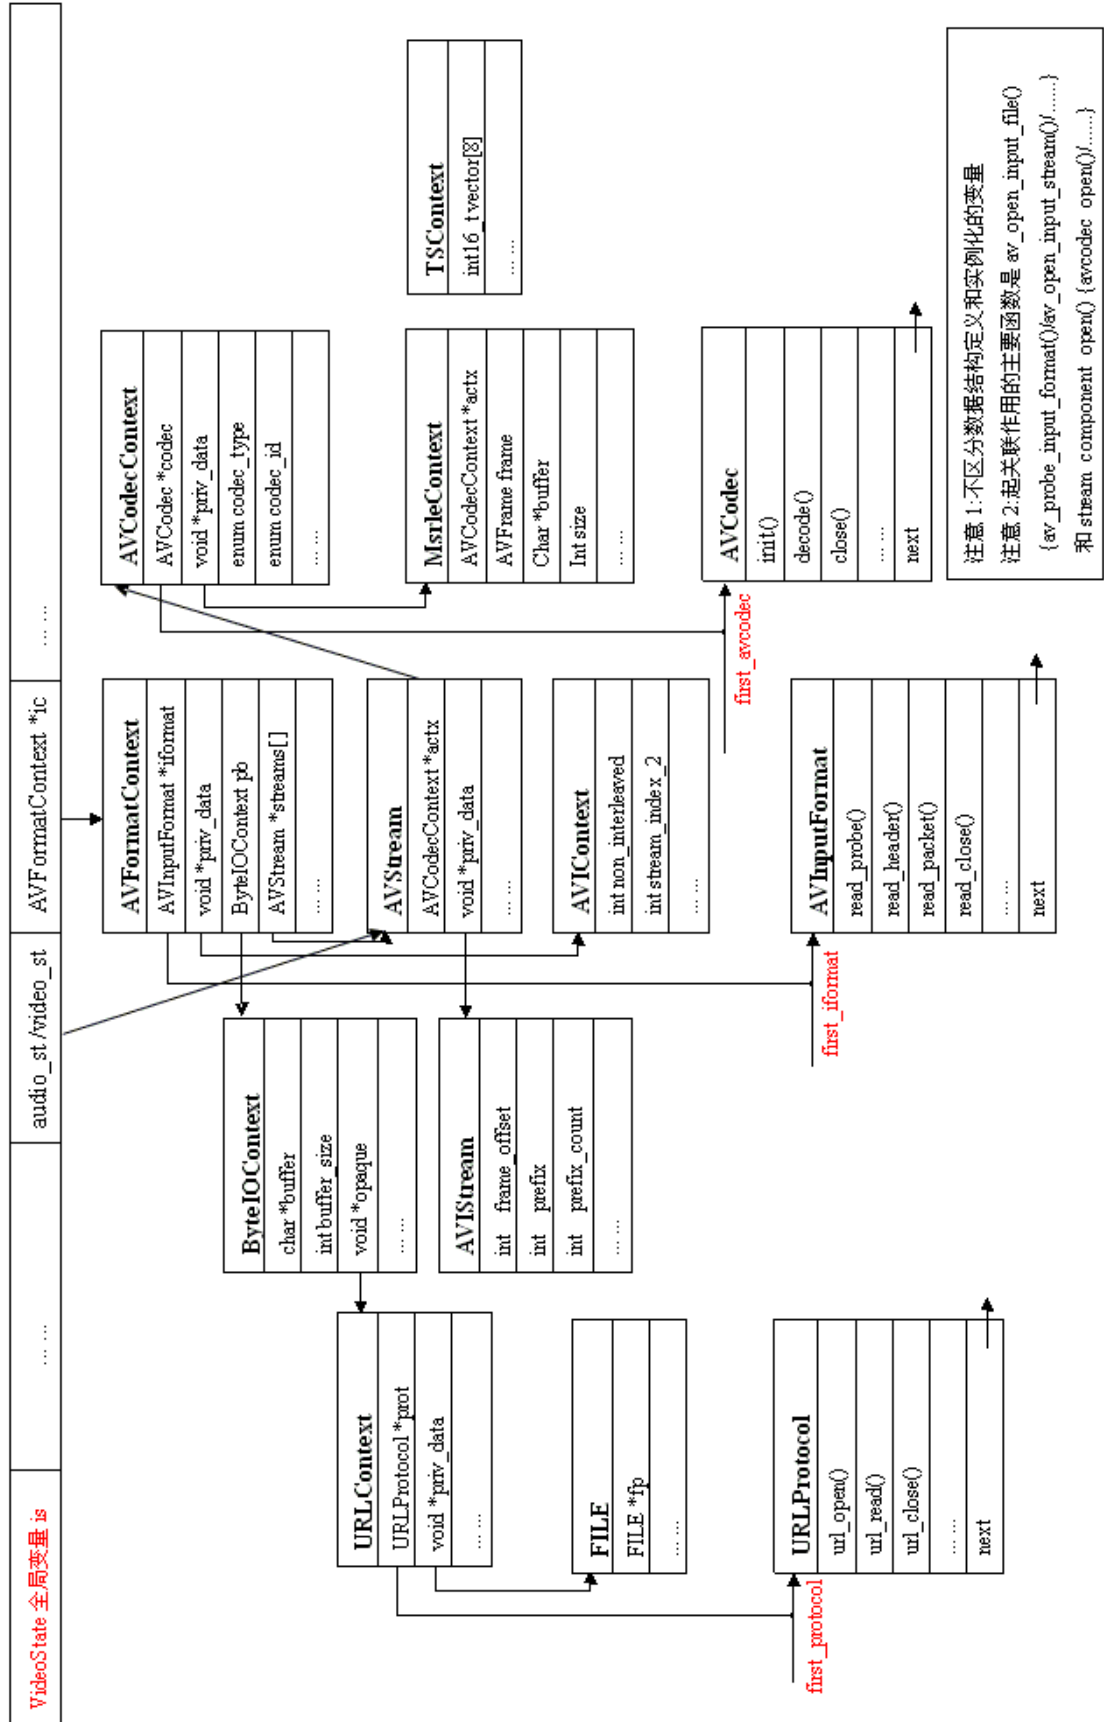 VideoState 全局变量 is
... ...
audio_st /video_st
AVFormatContext *ic
... ...
URLContext
URLProtocol *prot
void *priv_data
... ...
FILE
FILE *fp
... ...
first_protocol
URLProtocol
url_open()
url_read()
url_close()
... ...
next
ByteIOContext
char *buffer
int buffer_size
void *opaque
... ...
AVIStream
int frame_offset
int prefix
int prefix_count
... ...
AVFormatContext
AVInputFormat *iformat
void *priv_data
ByteIOContext pb
AVStream *streams[]
... ...
AVStream
AVCodecContext *actx
void *priv_data
... ...
AVIContext
int non_interleaved
int stream_index_2
... ...
first_iformat
AVInputFormat
read_probe()
read_header()
read_packet()
read_close()
... ...
next
AVCodecContext
AVCodec *codec
void *priv_data
enum codec_type
enum codec_id
... ...
MsrleContext
AVCodecContext *actx
AVFrame frame
Char *buffer
Int size
... ...
first_avcodec
AVCodec
init()
decode()
close()
... ...
next
TSContext
int16_t vector[8]
... ...
注意 1:不区分数据结构定义和实例化的变量
注意 2:起关联作用的主要函数是 av_open_input_file()
{av_probe_input_format()/av_open_input_stream()/......}
和 stream component open() {avcodec open()/......}